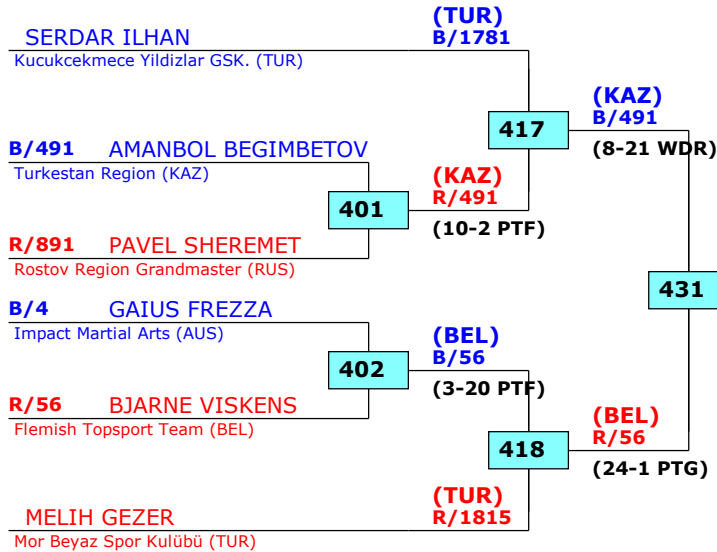 SERDAR ILHAN
Kucukcekmece Yildizlar GSK. (TUR)
(TUR)
B/1781
B/491 AMANBOL BEGIMBETOV
Turkestan Region (KAZ)
401
R/891 PAVEL SHEREMET
Rostov Region Grandmaster (RUS)
(KAZ)
R/491
(10-2 PTF)
417
(KAZ)
B/491
(8-21 WDR)
431
B/4 GAIUS FREZZA
Impact Martial Arts (AUS)
402
R/56 BJARNE VISKENS
Flemish Topsport Team (BEL)
(BEL)
B/56
(3-20 PTF)
418
(BEL)
R/56
(24-1 PTG)
MELIH GEZER
Mor Beyaz Spor Kulübü (TUR)
(TUR)
R/1815